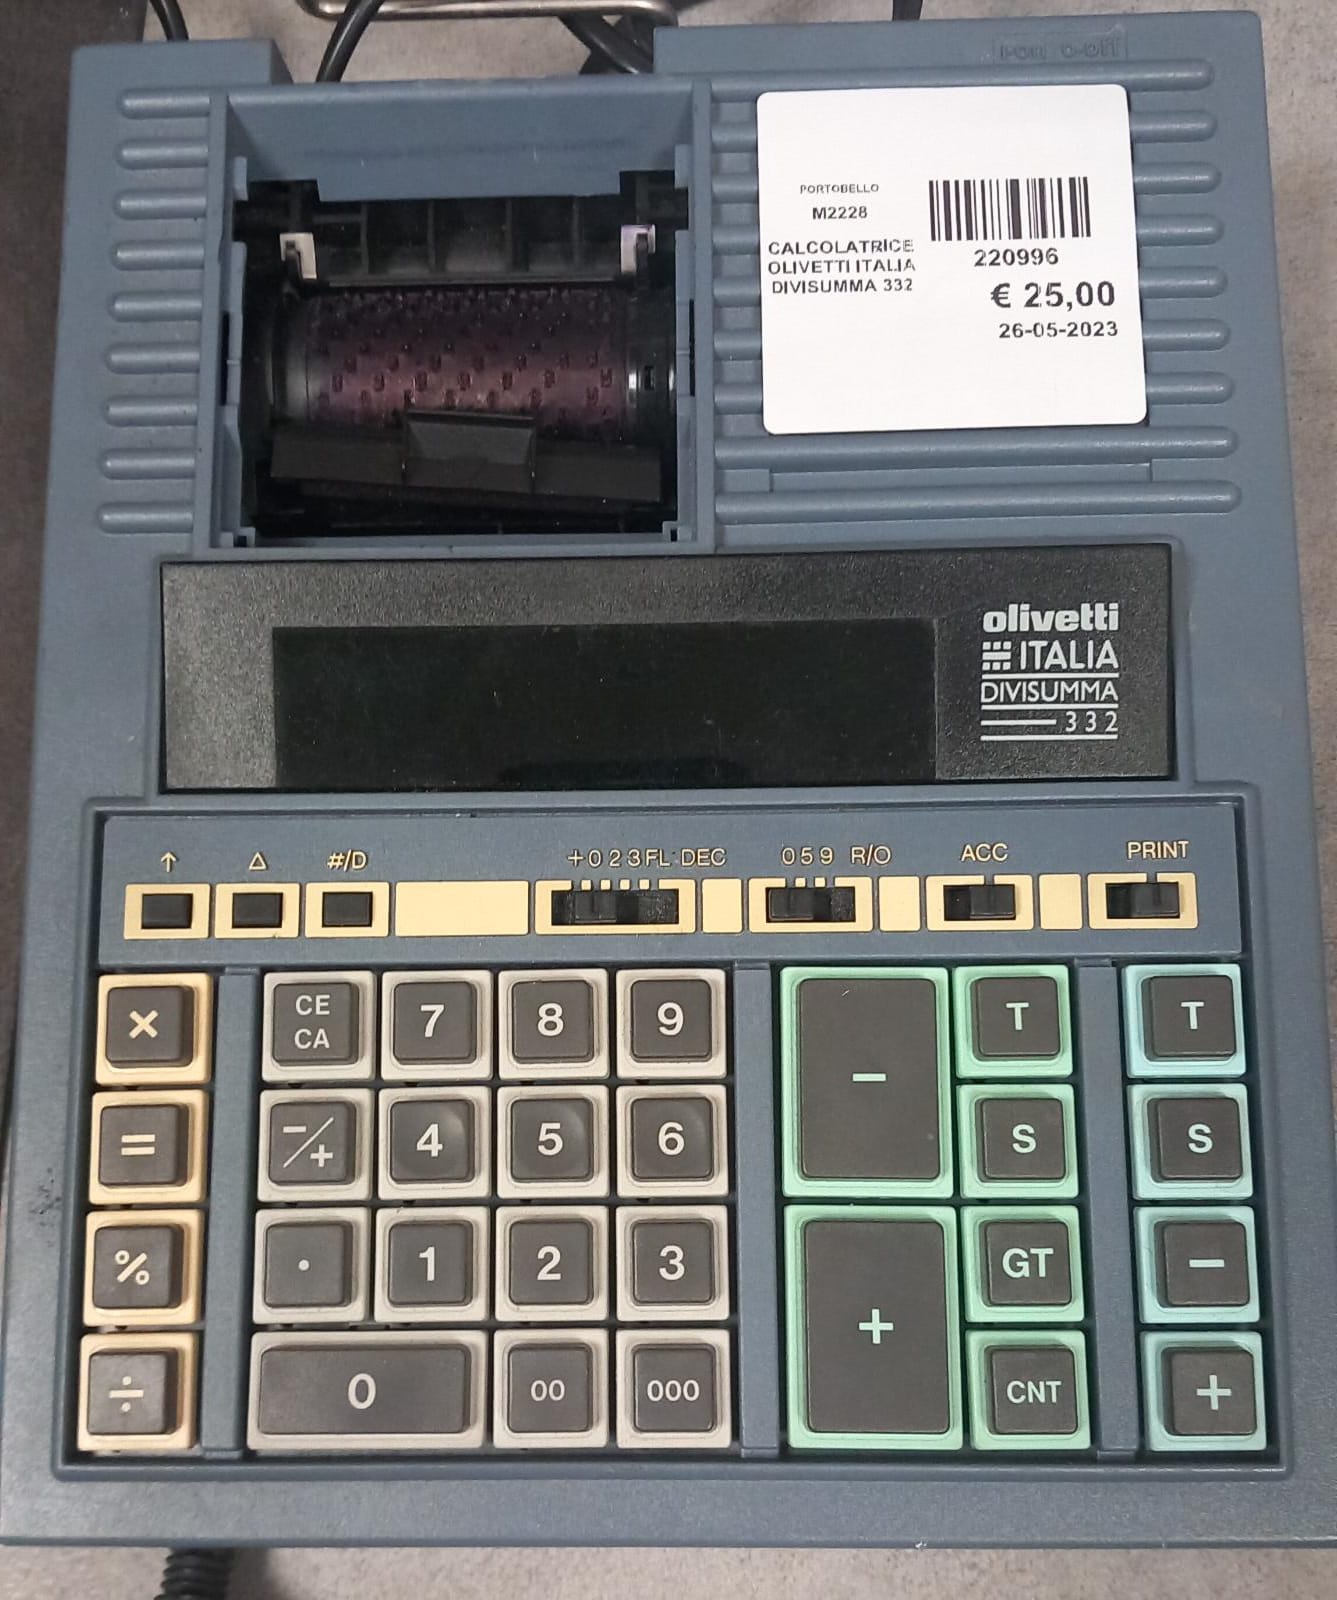 I-on O-off
PORTOBELLO
M2228
CALCOLATRICE
OLIVETTI ITALIA
DIVISUMMA 332
220996
€ 25,00
26-05-2023
olivetti
ITALIA
DIVISUMMA
332
↑ △ #/D +023FL DEC 059 R/O ACC PRINT
× CE CA 7 8 9 − T T
= −/+ 4 5 6 S S
% . 1 2 3 + GT −
÷ 0 00 000 CNT +